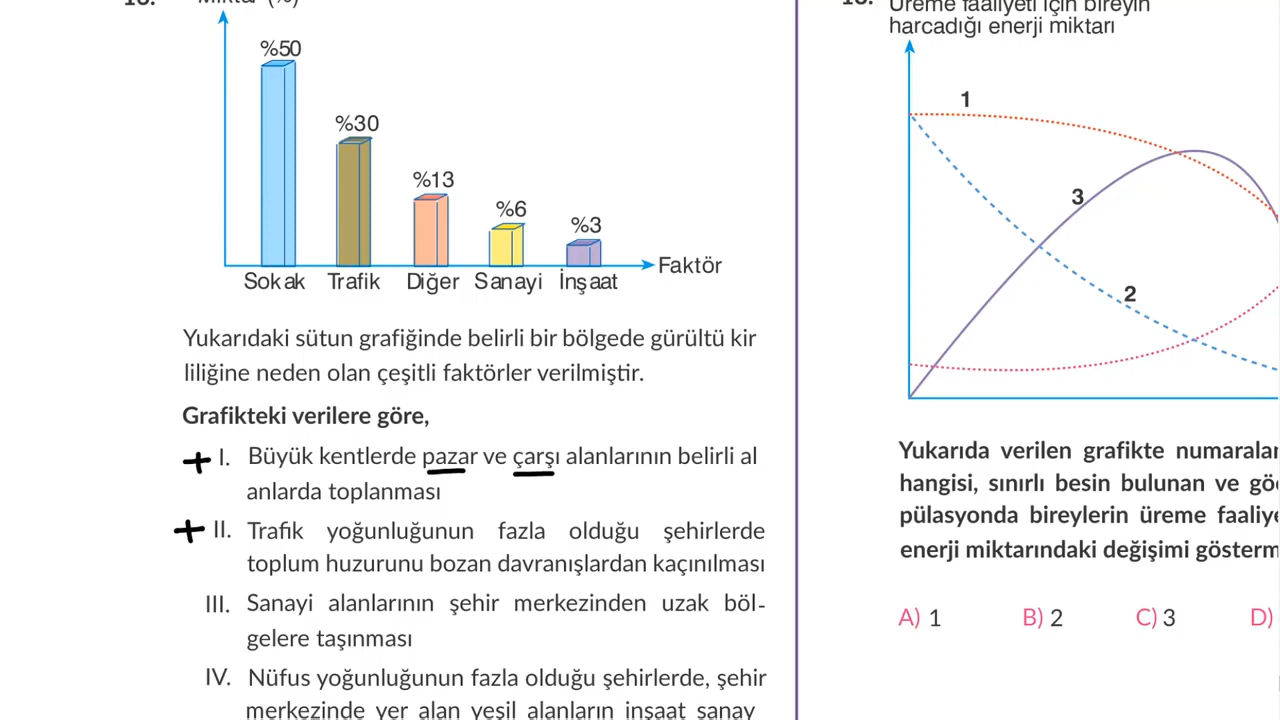 16.
Miktar (%)
%50
%30
%13
%6
%3
Faktör
Sokak Trafik Diğer Sanayi İnşaat
Yukarıdaki sütun grafiğinde belirli bir bölgede gürültü kir
liliğine neden olan çeşitli faktörler verilmiştir.
Grafikteki verilere göre,
I. Büyük kentlerde pazar ve çarşı alanlarının belirli al
anlarda toplanması
II. Trafik yoğunluğunun fazla olduğu şehirlerde
toplum huzurunu bozan davranışlardan kaçınılması
III. Sanayi alanlarının şehir merkezinden uzak böl-
gelere taşınması
IV. Nüfus yoğunluğunun fazla olduğu şehirlerde, şehir
merkezinde yer alan yeşil alanların inşaat sanay
Üreme faaliyeti için bireyin
harcadığı enerji miktarı
1
3
2
Yukarıda verilen grafikte
hangisi, sınırlı besin bulunan ve
bireylerin üreme
enerji miktarındaki değişimi
A) 1 B) 2 C) 3 D)